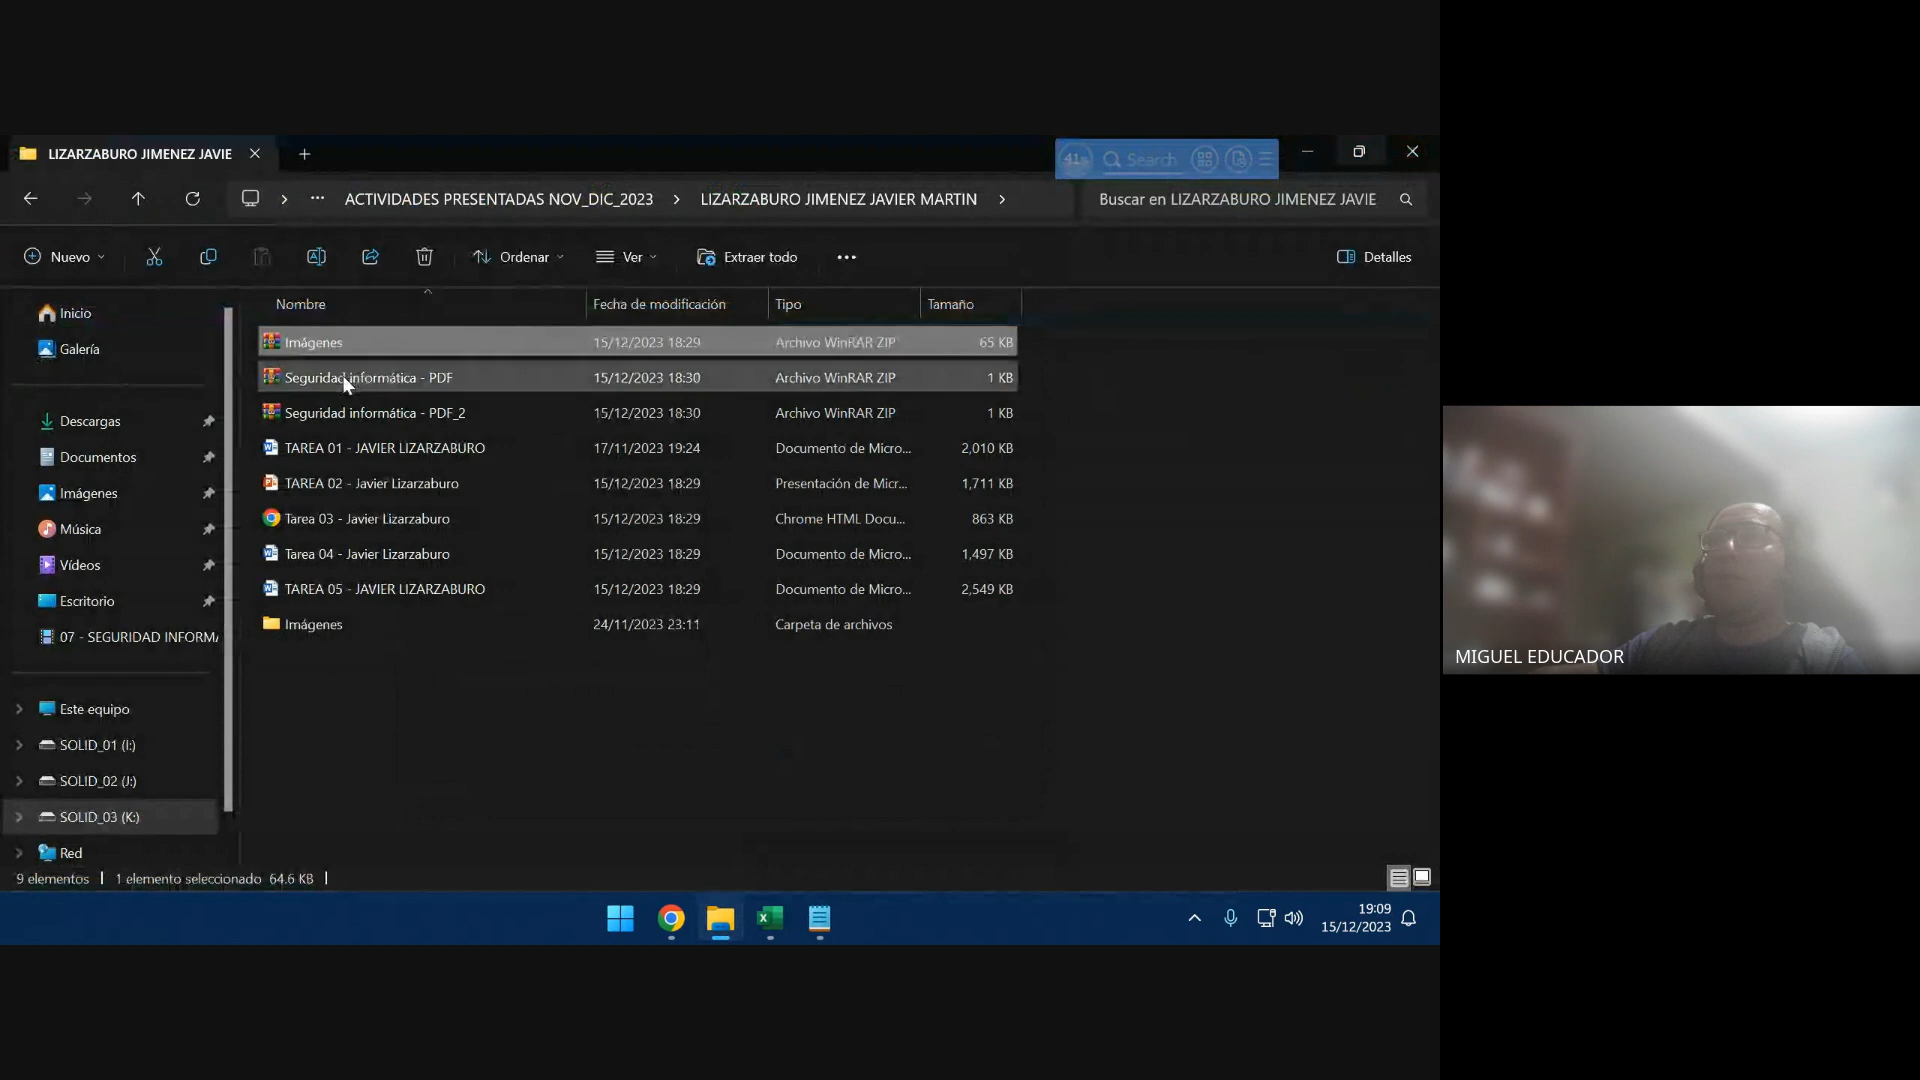 LIZARZABURO JIMENEZ JAVIE
41s Search
ACTIVIDADES PRESENTADAS NOV_DIC_2023 > LIZARZABURO JIMENEZ JAVIER MARTIN >
Buscar en LIZARZABURO JIMENEZ JAVIE
Nuevo
Ordenar
Ver
Extraer todo
Detalles
Nombre Fecha de modificación Tipo Tamaño
Imágenes 15/12/2023 18:29 Archivo WinRAR ZIP 65 KB
Seguridad informática - PDF 15/12/2023 18:30 Archivo WinRAR ZIP 1 KB
Seguridad informática - PDF_2 15/12/2023 18:30 Archivo WinRAR ZIP 1 KB
TAREA 01 - JAVIER LIZARZABURO 17/11/2023 19:24 Documento de Micro... 2,010 KB
TAREA 02 - Javier Lizarzaburo 15/12/2023 18:29 Presentación de Micr... 1,711 KB
Tarea 03 - Javier Lizarzaburo 15/12/2023 18:29 Chrome HTML Docu... 863 KB
Tarea 04 - Javier Lizarzaburo 15/12/2023 18:29 Documento de Micro... 1,497 KB
TAREA 05 - JAVIER LIZARZABURO 15/12/2023 18:29 Documento de Micro... 2,549 KB
Imágenes 24/11/2023 23:11 Carpeta de archivos
Inicio
Galería
Descargas
Documentos
Imágenes
Música
Vídeos
Escritorio
07 - SEGURIDAD INFORMA
Este equipo
SOLID_01 (I:)
SOLID_02 (J:)
SOLID_03 (K:)
Red
9 elementos | 1 elemento seleccionado 64.6 KB |
19:09
15/12/2023
MIGUEL EDUCADOR